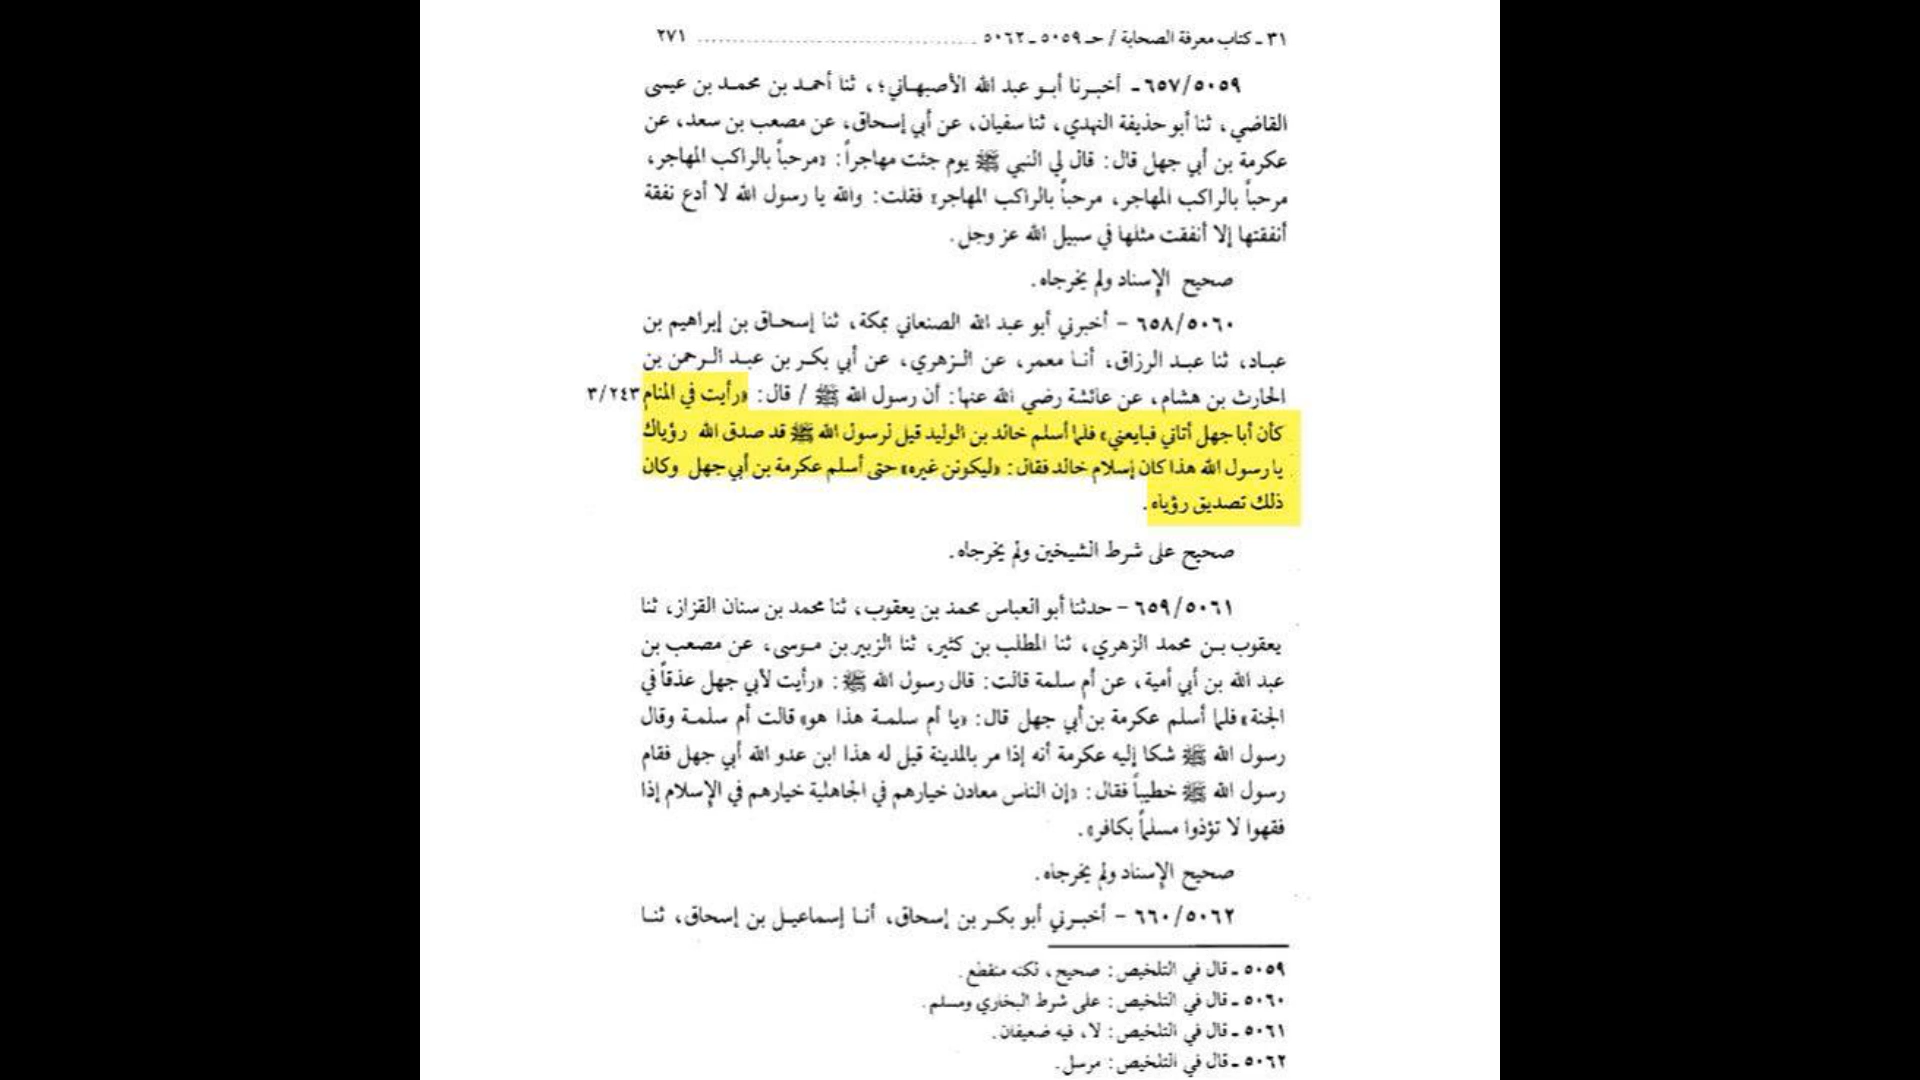 ٣١ ـ كتاب معرفة الصحابة / حـ ٥٠٥٩ ـ ٥٠٦٢ ........................................ ٢٧١
٦٥٧/٥٠٥٩ ـ أخبرنا أبو عبد الله الأصبهاني؛، ثنا أحمد بن محمد بن عيسى
القاضي، ثنا أبو حذيفة النهدي، ثنا سفيان، عن أبي إسحاق، عن مصعب بن سعد، عن
عكرمة بن أبي جهل قال: قال لي النبي ﷺ يوم جئت مهاجراً: «مرحباً بالراكب المهاجر،
مرحباً بالراكب المهاجر، مرحباً بالراكب المهاجر» فقلت: والله يا رسول الله لا أدع نفقة
أنفقتها إلا أنفقت مثلها في سبيل الله عز وجل.
صحيح الإسناد ولم يخرجاه.
٦٥٨/٥٠٦٠ - أخبرني أبو عبد الله الصنعاني بمكة، ثنا إسحاق بن إبراهيم بن
عباد، ثنا عبد الرزاق، أنا معمر، عن الزهري، عن أبي بكر بن عبد الرحمن بن
الحارث بن هشام، عن عائشة رضي الله عنها: أن رسول الله ﷺ / قال: «رأيت في المنام ٣/٢٤٣
كأن أبا جهل أتاني فبايعني» فلما أسلم خالد بن الوليد قيل لرسول الله ﷺ قد صدق الله رؤياك
يا رسول الله هذا كان إسلام خالد فقال: «ليكونن غيره» حتى أسلم عكرمة بن أبي جهل وكان
ذلك تصديق رؤياه.
صحيح على شرط الشيخين ولم يخرجاه.
٦٥٩/٥٠٦١ - حدثنا أبو العباس محمد بن يعقوب، ثنا محمد بن سنان القزاز، ثنا
يعقوب بن محمد الزهري، ثنا المطلب بن كثير، ثنا الزبير بن موسى، عن مصعب بن
عبد الله بن أبي أمية، عن أم سلمة قالت: قال رسول الله ﷺ: «رأيت لأبي جهل عذقاً في
الجنة» فلما أسلم عكرمة بن أبي جهل قال: «يا أم سلمة هذا هو» قالت أم سلمة وقال
رسول الله ﷺ شكا إليه عكرمة أنه إذا مر بالمدينة قيل له هذا ابن عدو الله أبي جهل فقام
رسول الله ﷺ خطيباً فقال: «إن الناس معادن خيارهم في الجاهلية خيارهم في الإسلام إذا
فقهوا لا تؤذوا مسلماً بكافر».
صحيح الإسناد ولم يخرجاه.
٦٦٠/٥٠٦٢ - أخبرني أبو بكر بن إسحاق، أنا إسماعيل بن إسحاق، ثنا
٥٠٥٩ ـ قال في التلخيص: صحيح، لكنه منقطع.
٥٠٦٠ ـ قال في التلخيص: على شرط البخاري ومسلم.
٥٠٦١ ـ قال في التلخيص: لا، فيه ضعيفان.
٥٠٦٢ ـ قال في التلخيص: مرسل.